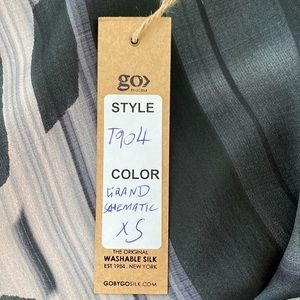 go>
STYLE
T904
COLOR
GRAND
SCHEMATIC
XS
THE ORIGINAL
WASHABLE SILK
EST 1984 . NEW YORK
GOBYGOSILK.COM